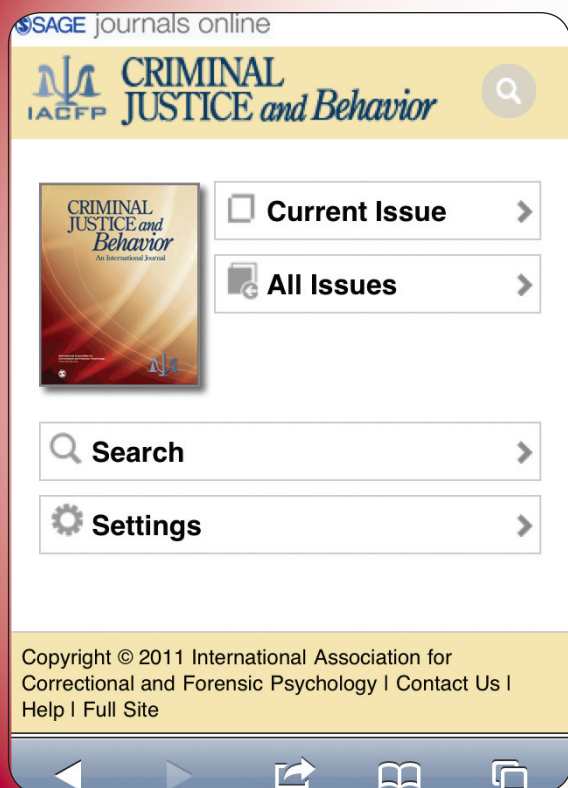 SAGE journals online
IACFP
CRIMINAL
JUSTICE and Behavior
CRIMINAL
JUSTICE and
Behavior
An International Journal
Current Issue
All Issues
Search
Settings
Copyright © 2011 International Association for
Correctional and Forensic Psychology | Contact Us |
Help | Full Site